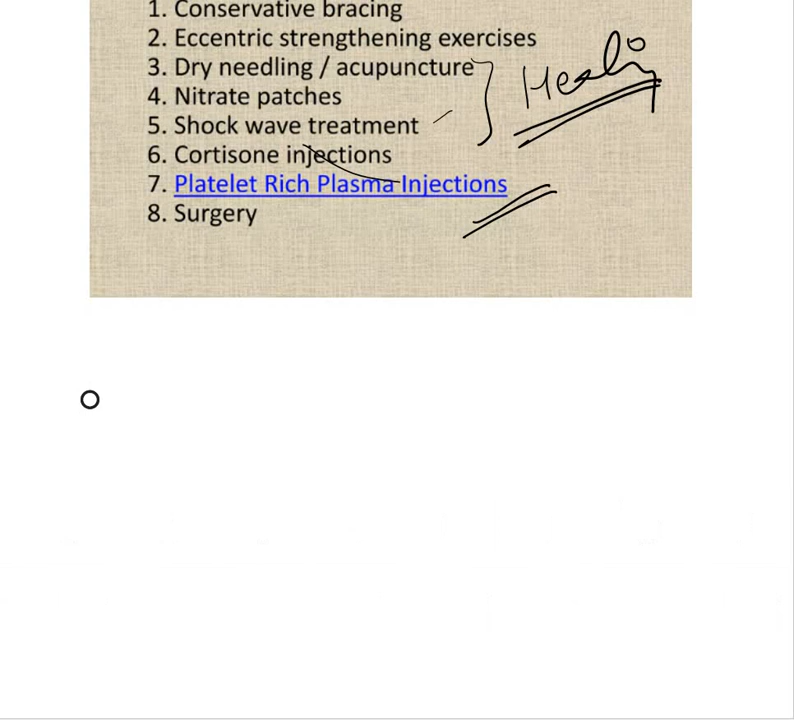 1. Conservative bracing
2. Eccentric strengthening exercises
3. Dry needling / acupuncture
4. Nitrate patches
5. Shock wave treatment
6. Cortisone injections
7. Platelet Rich Plasma Injections
8. Surgery